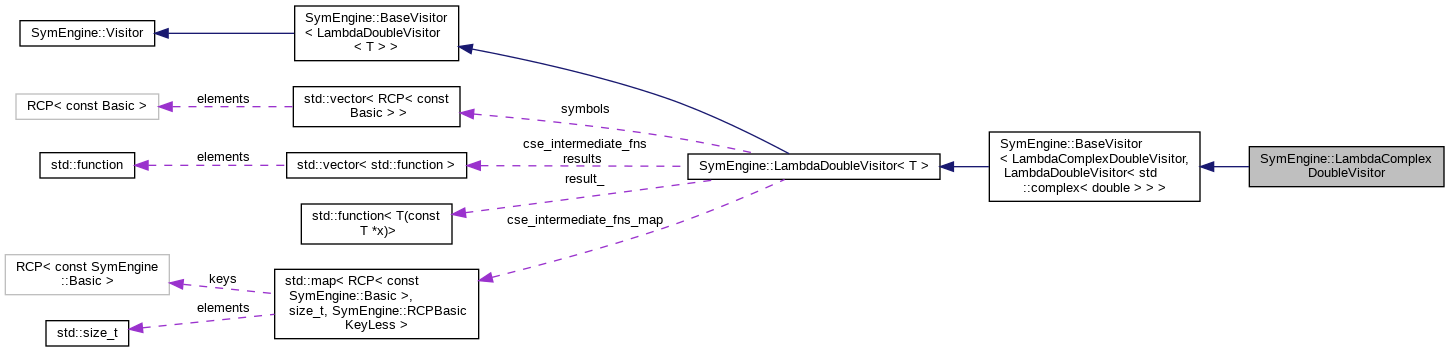 SymEngine::Visitor
SymEngine::BaseVisitor
< LambdaDoubleVisitor
< T > >
RCP< const Basic >
elements
std::vector< RCP< const
Basic > >
symbols
std::function
elements
std::vector< std::function >
cse_intermediate_fns
results
SymEngine::LambdaDoubleVisitor< T >
SymEngine::BaseVisitor
< LambdaComplexDoubleVisitor,
LambdaDoubleVisitor< std
::complex< double > > >
SymEngine::LambdaComplex
DoubleVisitor
result_
std::function< T(const
T *x)>
cse_intermediate_fns_map
RCP< const SymEngine
::Basic >
keys
std::map< RCP< const
SymEngine::Basic >,
size_t, SymEngine::RCPBasic
KeyLess >
elements
std::size_t